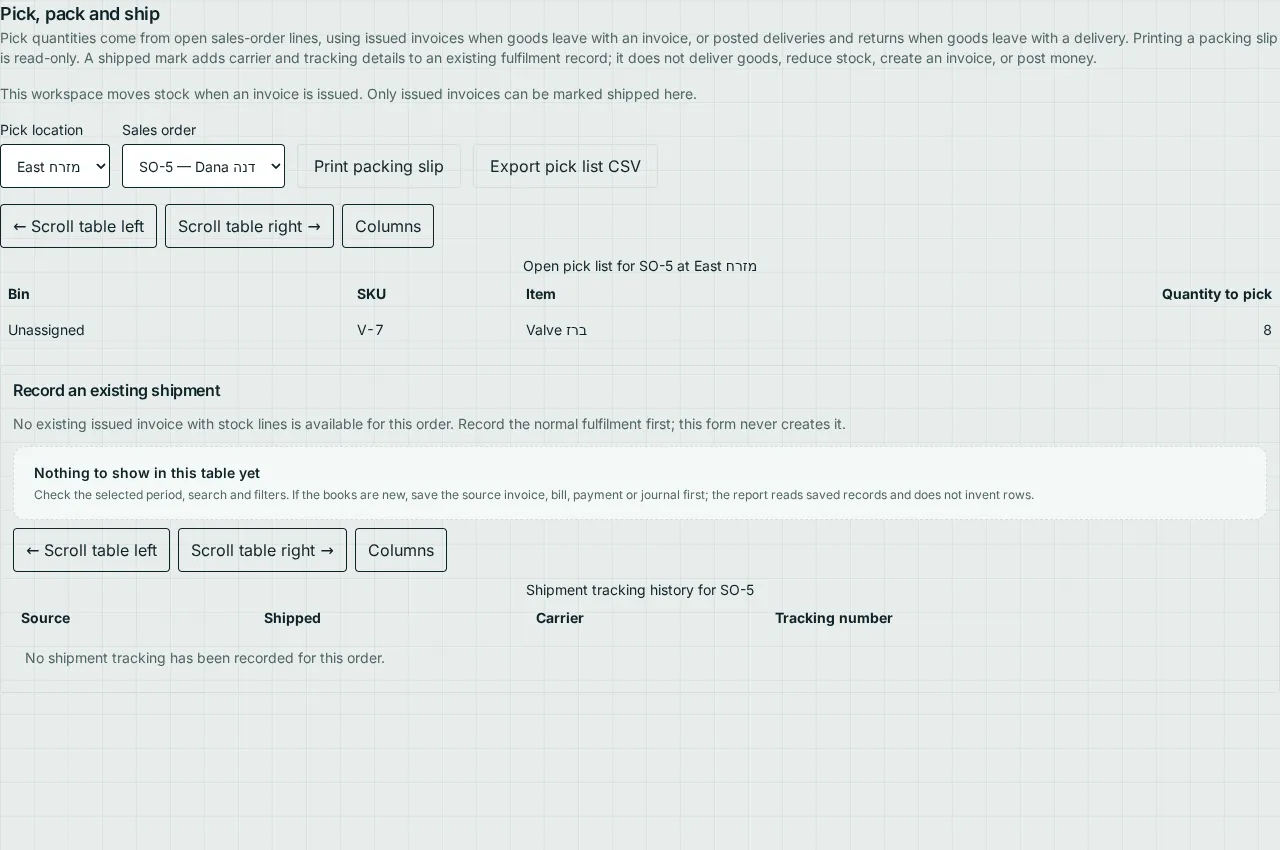 Pick, pack and ship
Pick quantities come from open sales-order lines, using issued invoices when goods leave with an invoice, or posted deliveries and returns when goods leave with a delivery. Printing a packing slip
is read-only. A shipped mark adds carrier and tracking details to an existing fulfilment record; it does not deliver goods, reduce stock, create an invoice, or post money.
This workspace moves stock when an invoice is issued. Only issued invoices can be marked shipped here.
Pick location Sales order
East מזרח SO-5 — Dana דנה Print packing slip Export pick list CSV
← Scroll table left Scroll table right → Columns
Open pick list for SO-5 at East מזרח
Bin SKU Item Quantity to pick
Unassigned V-7 Valve ברז 8
Record an existing shipment
No existing issued invoice with stock lines is available for this order. Record the normal fulfilment first; this form never creates it.
Nothing to show in this table yet
Check the selected period, search and filters. If the books are new, save the source invoice, bill, payment or journal first; the report reads saved records and does not invent rows.
← Scroll table left Scroll table right → Columns
Shipment tracking history for SO-5
Source Shipped Carrier Tracking number
No shipment tracking has been recorded for this order.